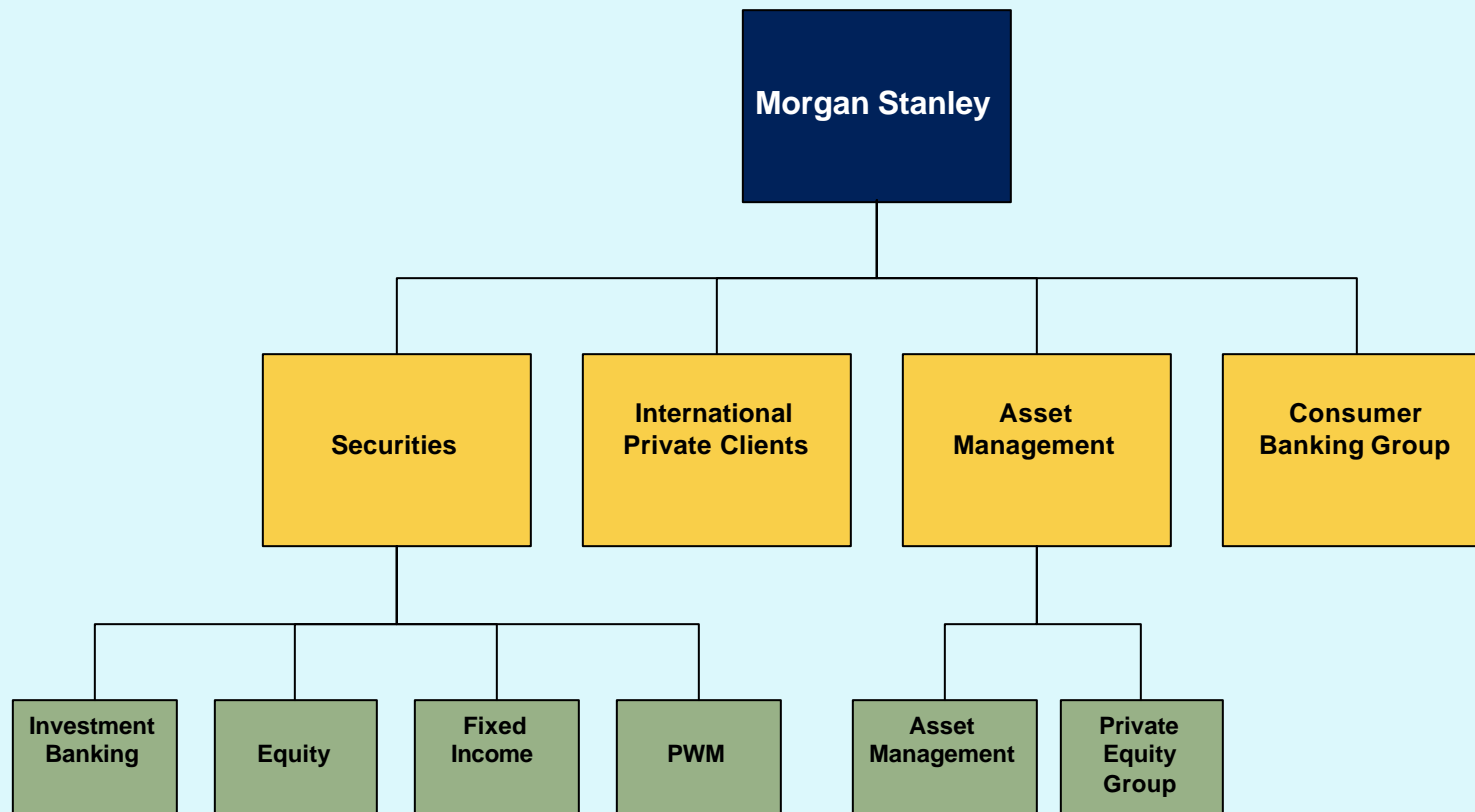 Morgan Stanley
Securities
International
Private Clients
Asset
Management
Consumer
Banking Group
Investment
Banking
Equity
Fixed
Income
PWM
Asset
Management
Private
Equity
Group